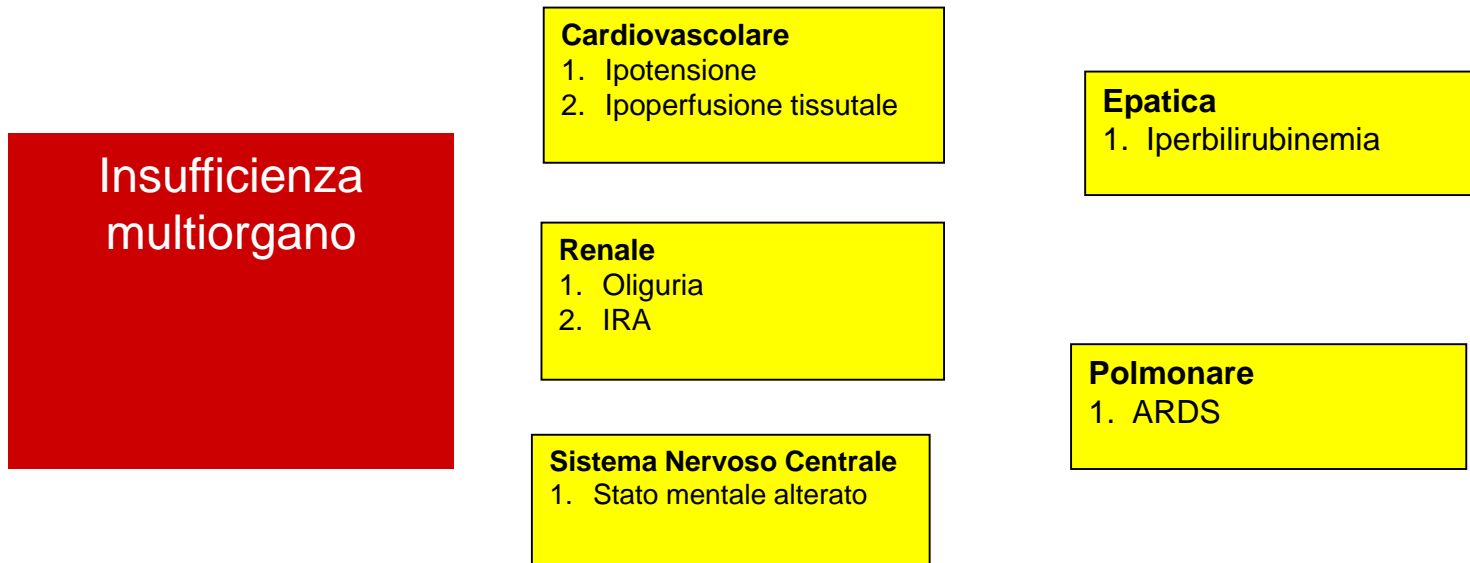 Insufficienza
multiorgano
Cardiovascolare
1. Ipotensione
2. Ipoperfusione tissutale
Renale
1. Oliguria
2. IRA
Sistema Nervoso Centrale
1. Stato mentale alterato
Epatica
1. Iperbilirubinemia
Polmonare
1. ARDS